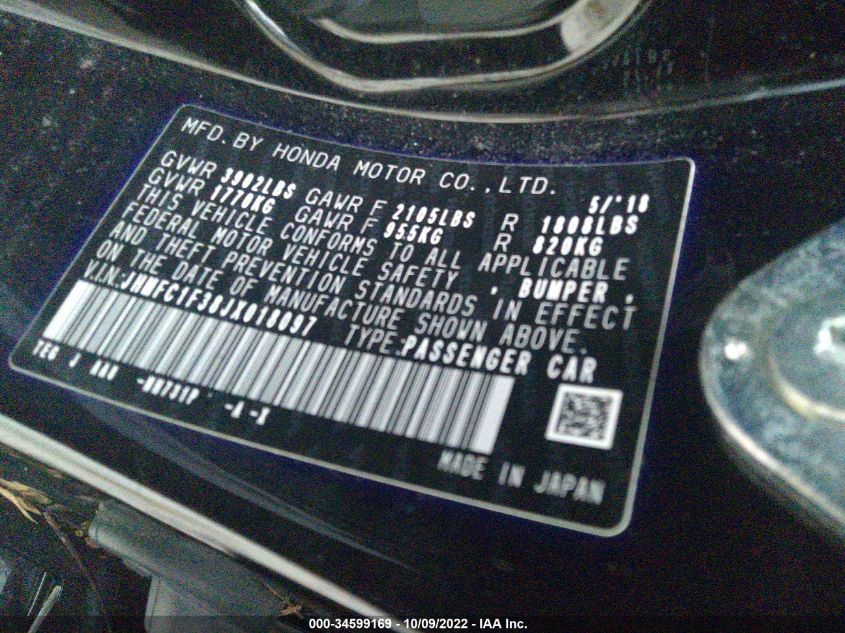 MFD. BY HONDA MOTOR CO., LTD. 5/'18
GVWR 3902LBS GAWR F 2105LBS R 1808LBS
GVWR 1770KG GAWR F 955KG R 820KG
THIS VEHICLE CONFORMS TO ALL APPLICABLE
FEDERAL MOTOR VEHICLE SAFETY , BUMPER ,
AND THEFT PREVENTION STANDARDS IN EFFECT
ON THE DATE OF MANUFACTURE SHOWN ABOVE.
V.I.N: JHMFC1F38JX018097 TYPE:PASSENGER CAR
TEG
-A -X
MADE IN JAPAN
000-34599169 - 10/09/2022 - IAA Inc.